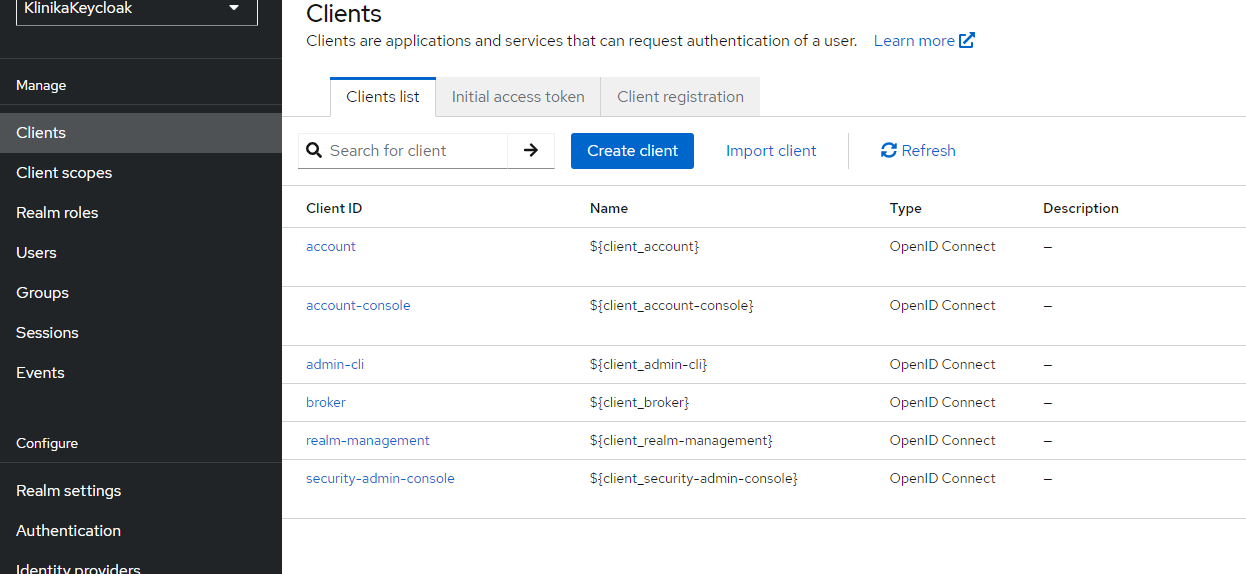 KlinikaKeycloak
Manage
Clients
Client scopes
Realm roles
Users
Groups
Sessions
Events
Configure
Realm settings
Authentication
Identity providers
Clients
Clients are applications and services that can request authentication of a user. Learn more
Clients list Initial access token Client registration
Search for client Create client Import client Refresh
Client ID Name Type Description
account ${client_account} OpenID Connect –
account-console ${client_account-console} OpenID Connect –
admin-cli ${client_admin-cli} OpenID Connect –
broker ${client_broker} OpenID Connect –
realm-management ${client_realm-management} OpenID Connect –
security-admin-console ${client_security-admin-console} OpenID Connect –